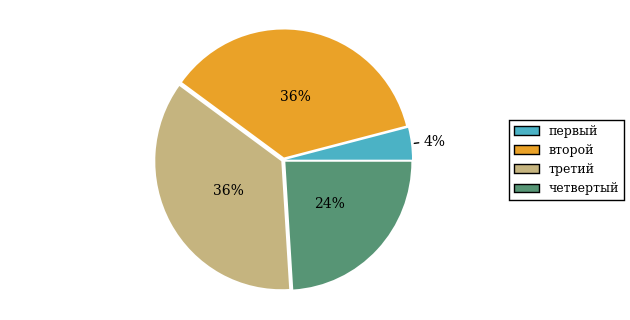 36%
4%
36%
24%
первый
второй
третий
четвертый